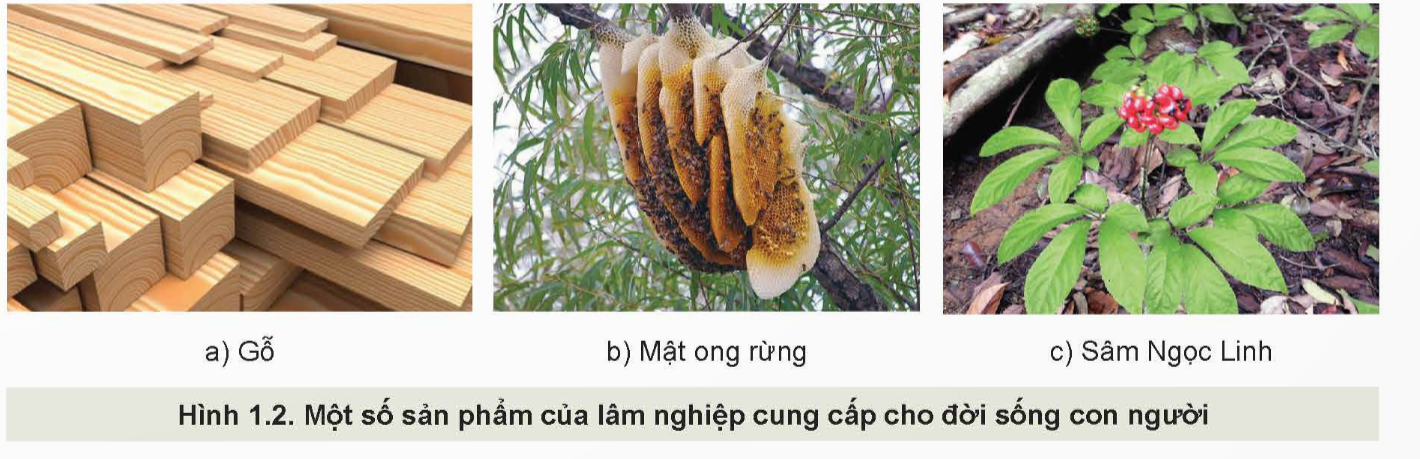 a) Gỗ
b) Mật ong rừng
c) Sâm Ngọc Linh
Hình 1.2. Một số sản phẩm của lâm nghiệp cung cấp cho đời sống con người